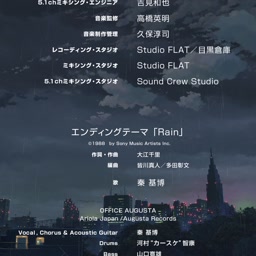 5.1chミキシング・エンジニア 吉見和也
音楽監修 高橋英明
音楽制作管理 久保淳司
レコーディング・スタジオ Studio FLAT／目黒倉庫
ミキシング・スタジオ Studio FLAT
5.1chミキシング・スタジオ Sound Crew Studio
エンディングテーマ「Rain」
©1988 by Sony Music Artists Inc.
作詞・作曲 大江千里
編曲 皆川真人／多田彰文
歌 秦 基博
OFFICE AUGUSTA
Ariola Japan /Augusta Records
Vocal, Chorus & Acoustic Guitar 秦 基博
Drums 河村"カースケ"智康
Bass 山口寛雄